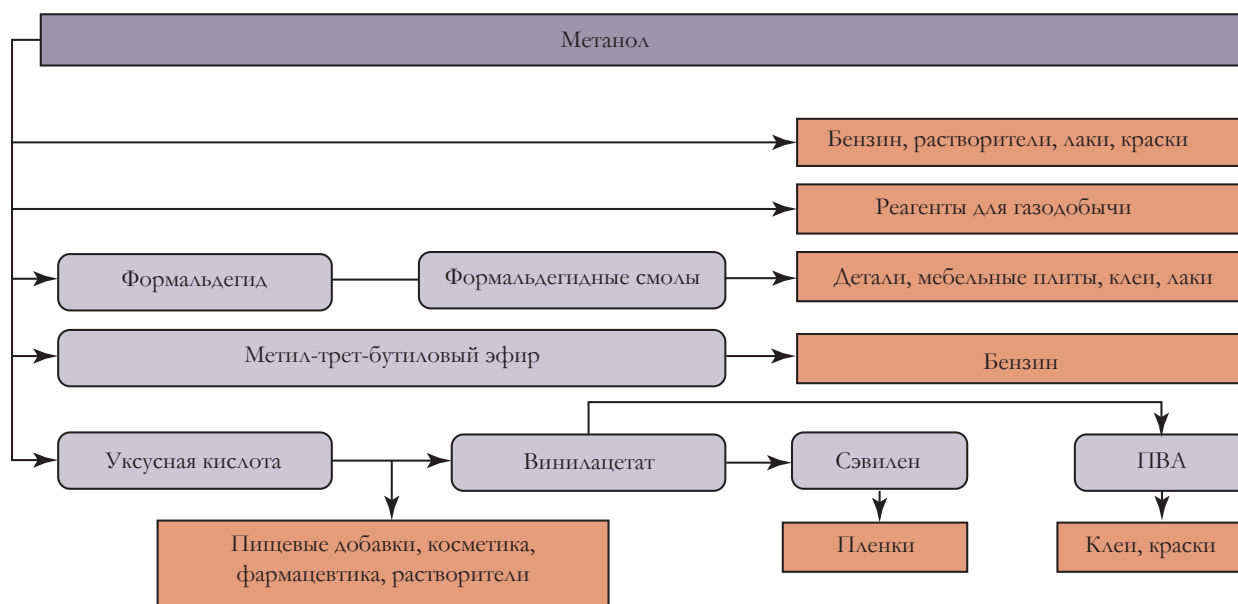 Метанол
Бензин, растворители, лаки, краски
Реагенты для газодобычи
Формальдегид
Формальдегидные смолы
Детали, мебельные плиты, клеи, лаки
Метил-трет-бутиловый эфир
Бензин
Уксусная кислота
Винилацетат
Сэвилен
ПВА
Пищевые добавки, косметика,
фармацевтика, растворители
Пленки
Клеи, краски